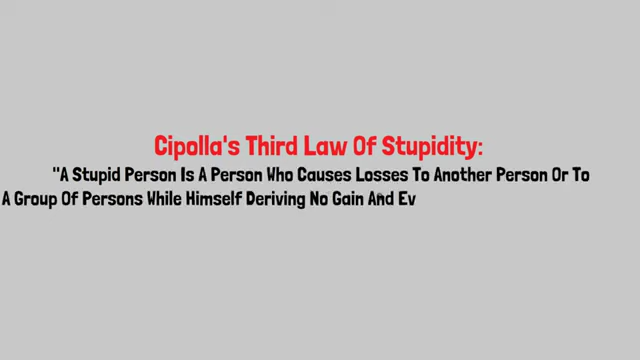 Cipolla's Third Law Of Stupidity:
"A Stupid Person Is A Person Who Causes Losses To Another Person Or To
A Group Of Persons While Himself Deriving No Gain And Ev